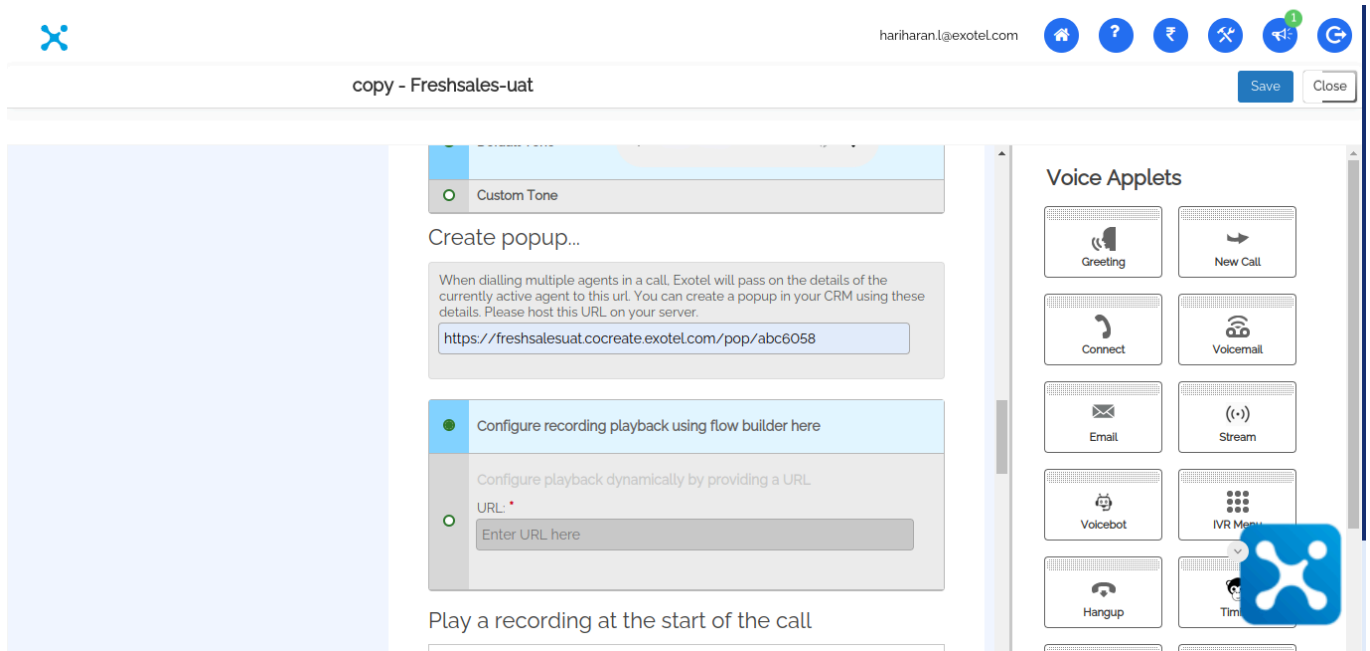 hariharan.l@exotel.com
?
₹
1
copy - Freshsales-uat
Save
Close
Custom Tone
Create popup...
When dialling multiple agents in a call, Exotel will pass on the details of the
currently active agent to this url. You can create a popup in your CRM using these
details. Please host this URL on your server.
https://freshsalesuat.cocreate.exotel.com/pop/abc6058
Configure recording playback using flow builder here
Configure playback dynamically by providing a URL
URL: *
Enter URL here
Play a recording at the start of the call
Voice Applets
Greeting
New Call
Connect
Voicemail
Email
Stream
Voicebot
IVR Menu
Hangup